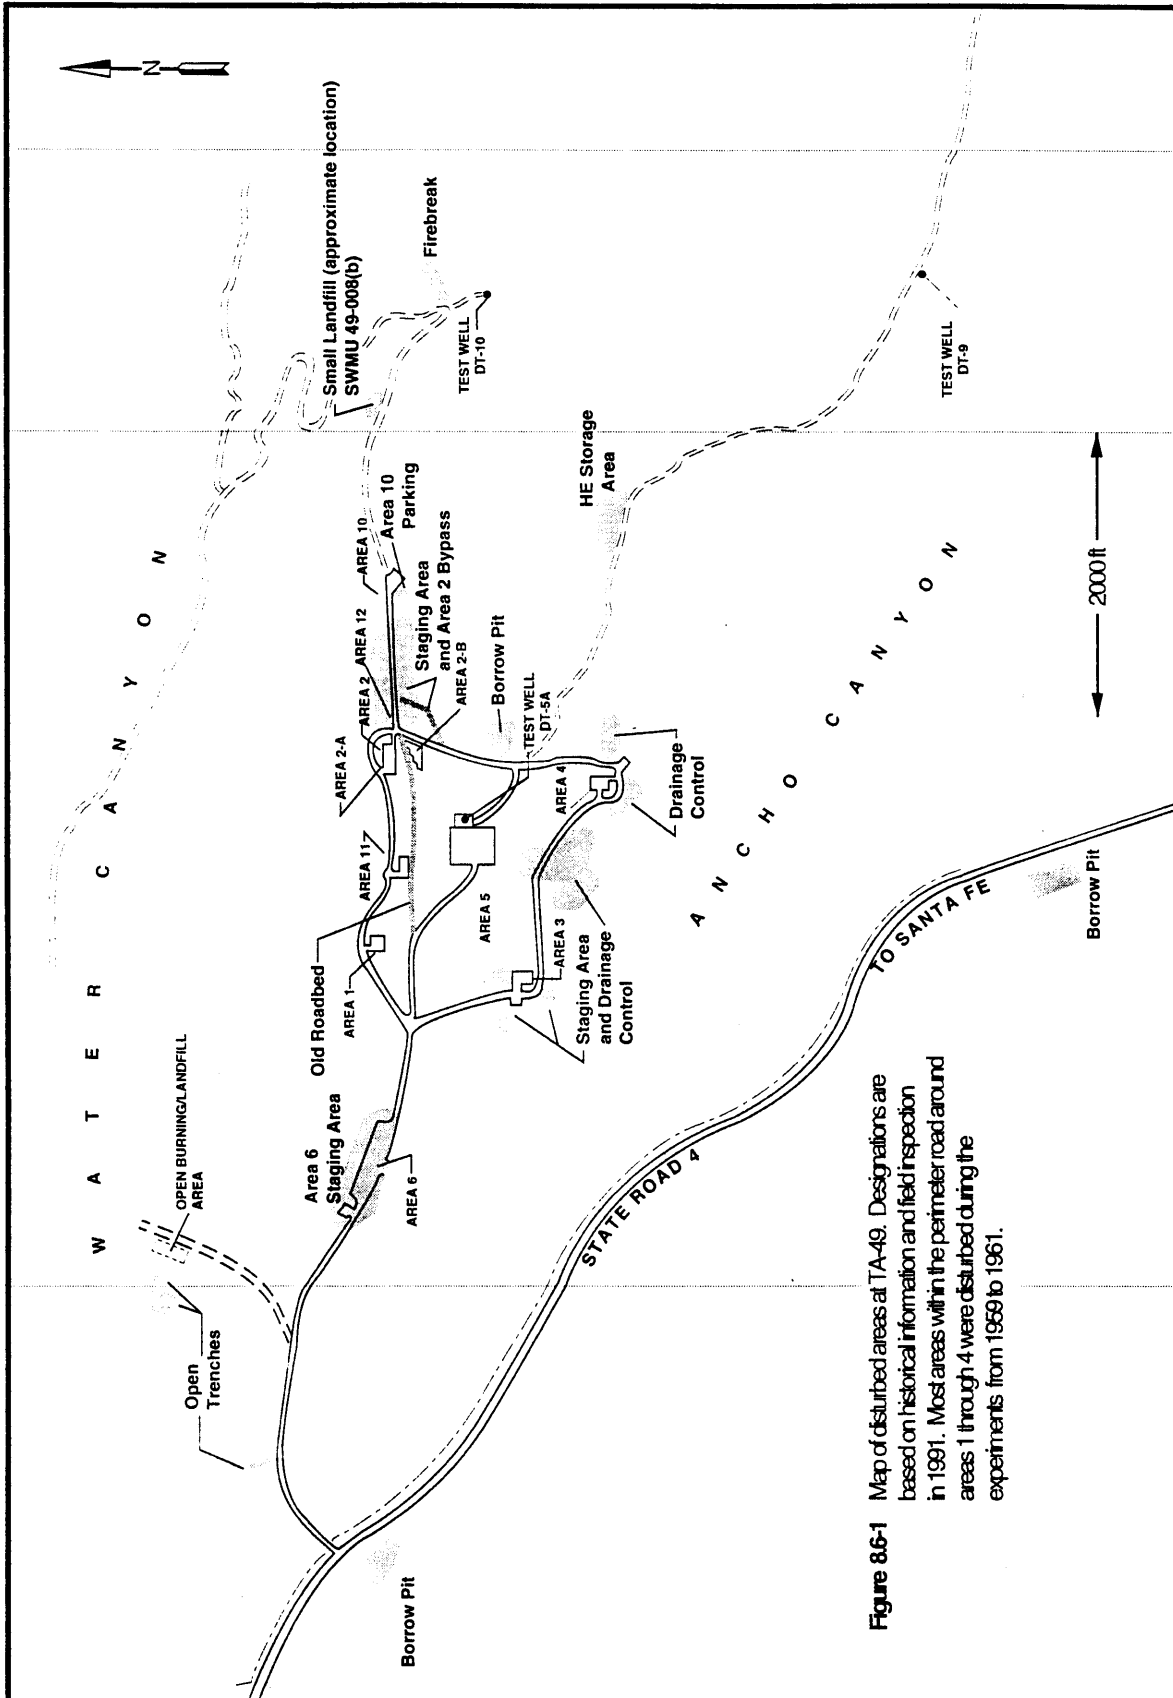 N
W A T E R C A N Y O N
OPEN BURNING/LANDFILL
AREA
Open
Trenches
Area 6
Staging Area
AREA 6
Old Roadbed
AREA 1
AREA 11
AREA 2-A
AREA 2
AREA 12
AREA 10
Area 10
Parking
Staging Area
and Area 2 Bypass
AREA 2-B
Small Landfill (approximate location)
SWMU 49-008(b)
Firebreak
TEST WELL
DT-10
Borrow Pit
TEST WELL
DT-5A
AREA 5
AREA 4
AREA 3
Staging Area
and Drainage
Control
Drainage
Control
HE Storage
Area
TEST WELL
DT-9
A N C H O C A N Y O N
STATE ROAD 4
TO SANTA FE
Borrow Pit
Borrow Pit
2000 ft
Figure 8.6-1 Map of disturbed areas at TA-49. Designations are
based on historical information and field inspection
in 1991. Most areas within the perimeter road around
areas 1 through 4 were disturbed during the
experiments from 1959 to 1961.